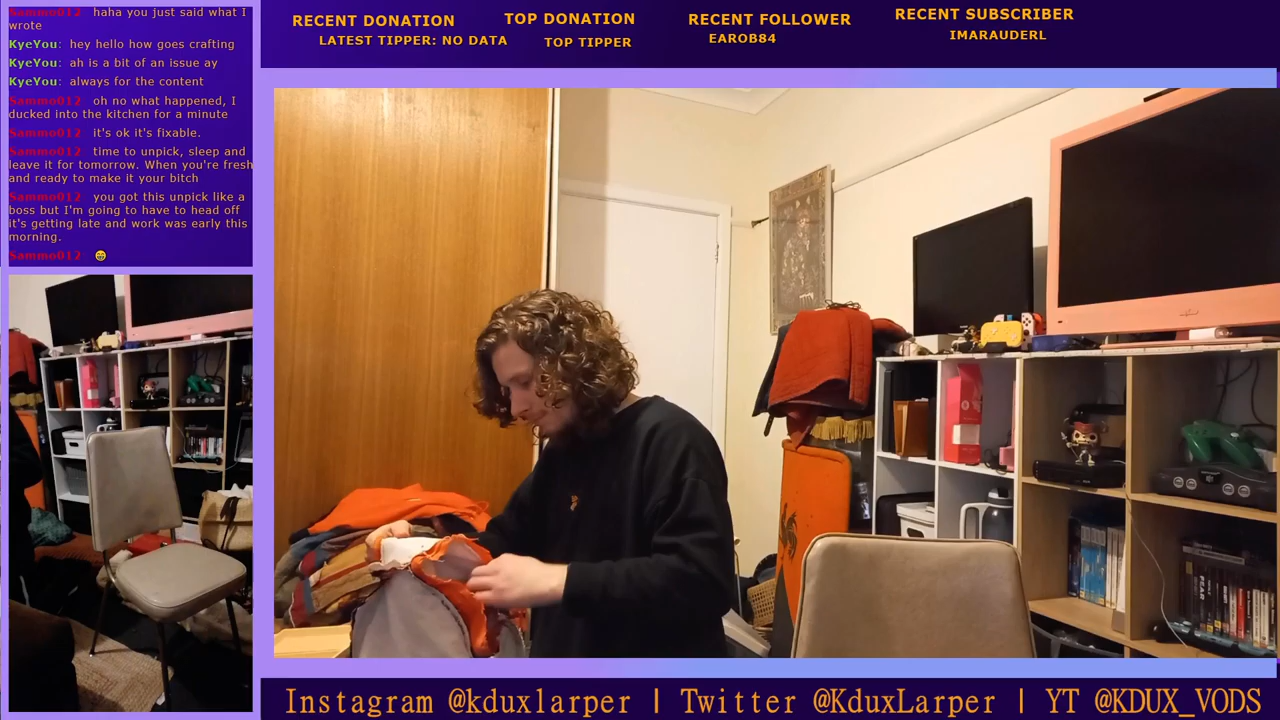 Sammo012 haha you just said what I
wrote
KyeYou: hey hello how goes crafting
KyeYou: ah is a bit of an issue ay
KyeYou: always for the content
Sammo012 oh no what happened, I
ducked into the kitchen for a minute
Sammo012 it's ok it's fixable.
Sammo012 time to unpick, sleep and
leave it for tomorrow. When you're fresh
and ready to make it your bitch
Sammo012 you got this unpick like a
boss but I'm going to have to head off
it's getting late and work was early this
morning.
Sammo012 😁
RECENT DONATION
LATEST TIPPER: NO DATA
TOP DONATION
TOP TIPPER
RECENT FOLLOWER
EAROB84
RECENT SUBSCRIBER
IMARAUDERL
Instagram @kduxlarper | Twitter @KduxLarper | YT @KDUX_VODS